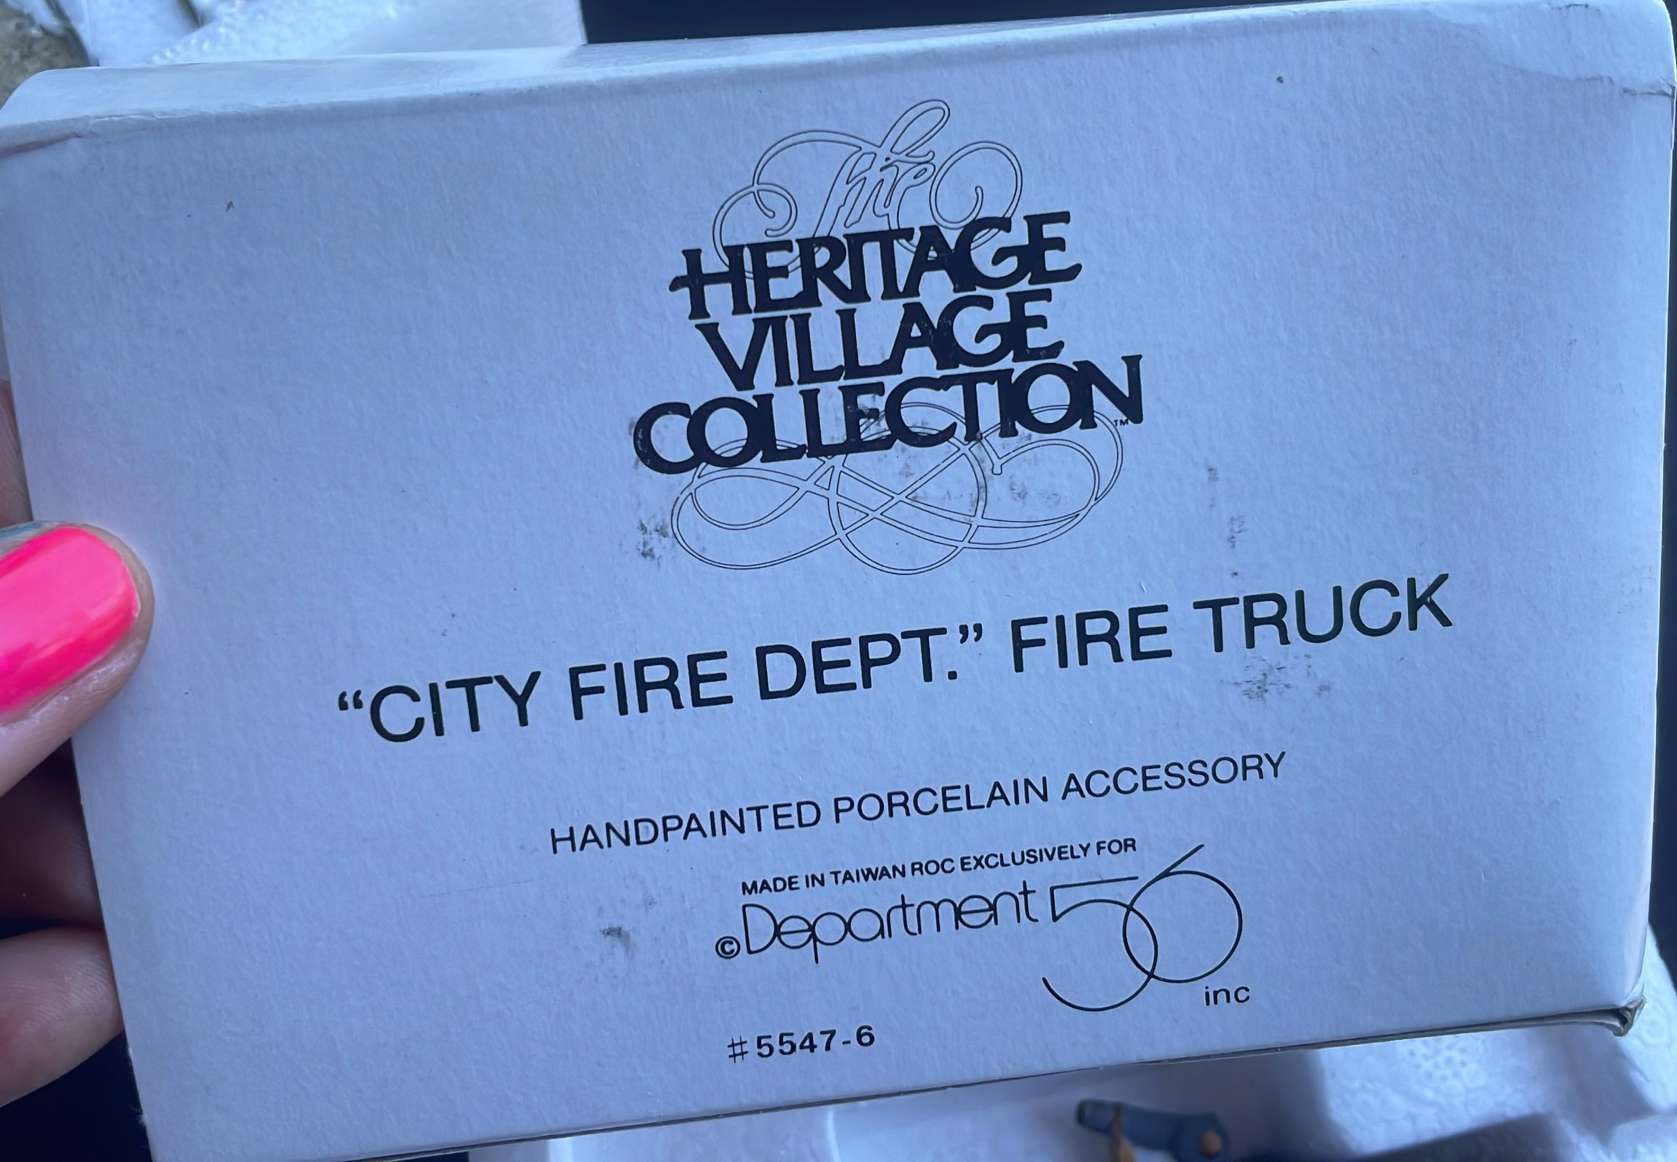 The
HERITAGE
VILLAGE
COLLECTION™
“CITY FIRE DEPT.” FIRE TRUCK
HANDPAINTED PORCELAIN ACCESSORY
MADE IN TAIWAN ROC EXCLUSIVELY FOR
©Department 56
inc
#5547-6